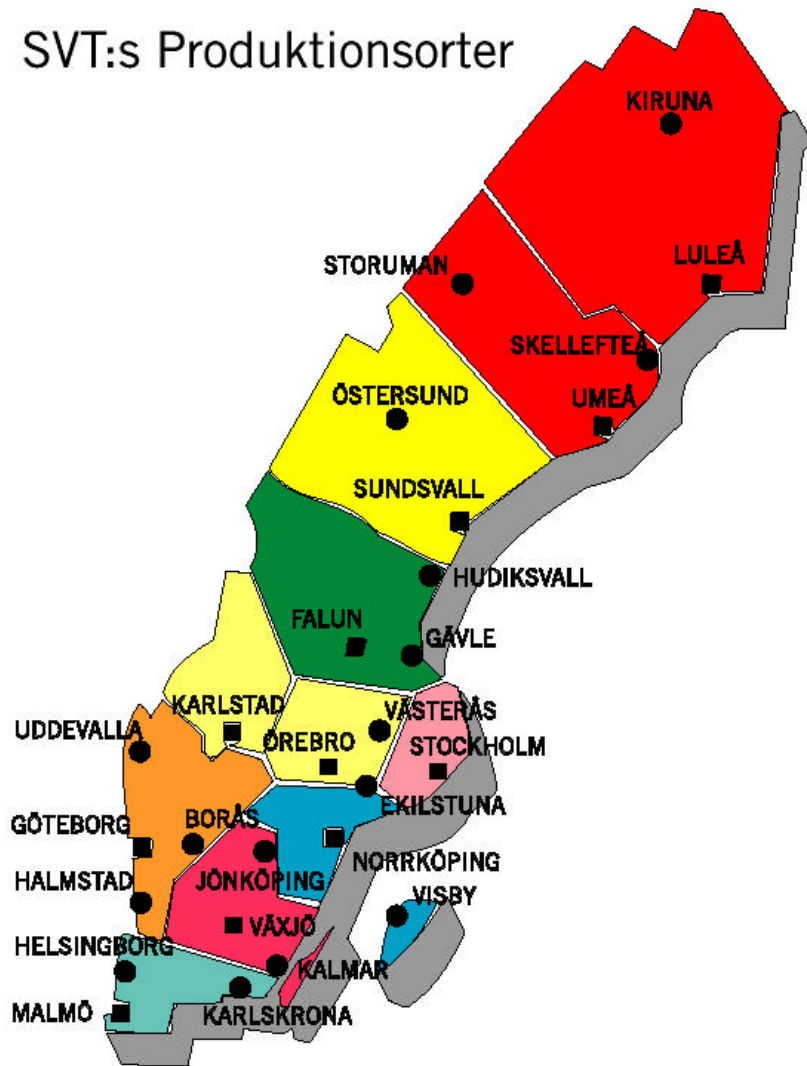 SVT:s Produktionsorter
KIRUNA
STORUMAN
LULEÅ
SKELLEFTEÅ
ÖSTERSUND
UMEÅ
SUNDSVALL
HUDIKSVALL
FALUN
GÄVLE
KARLSTAD
VÄSTERÅS
UDDEVALLA
ÖREBRO
STOCKHOLM
EKILSTUNA
GÖTEBORG
BORÅS
NORRKÖPING
HALMSTAD
JÖNKÖPING
VISBY
VÄXJÖ
HELSINGBORG
KALMAR
MALMÖ
KARLSKRONA